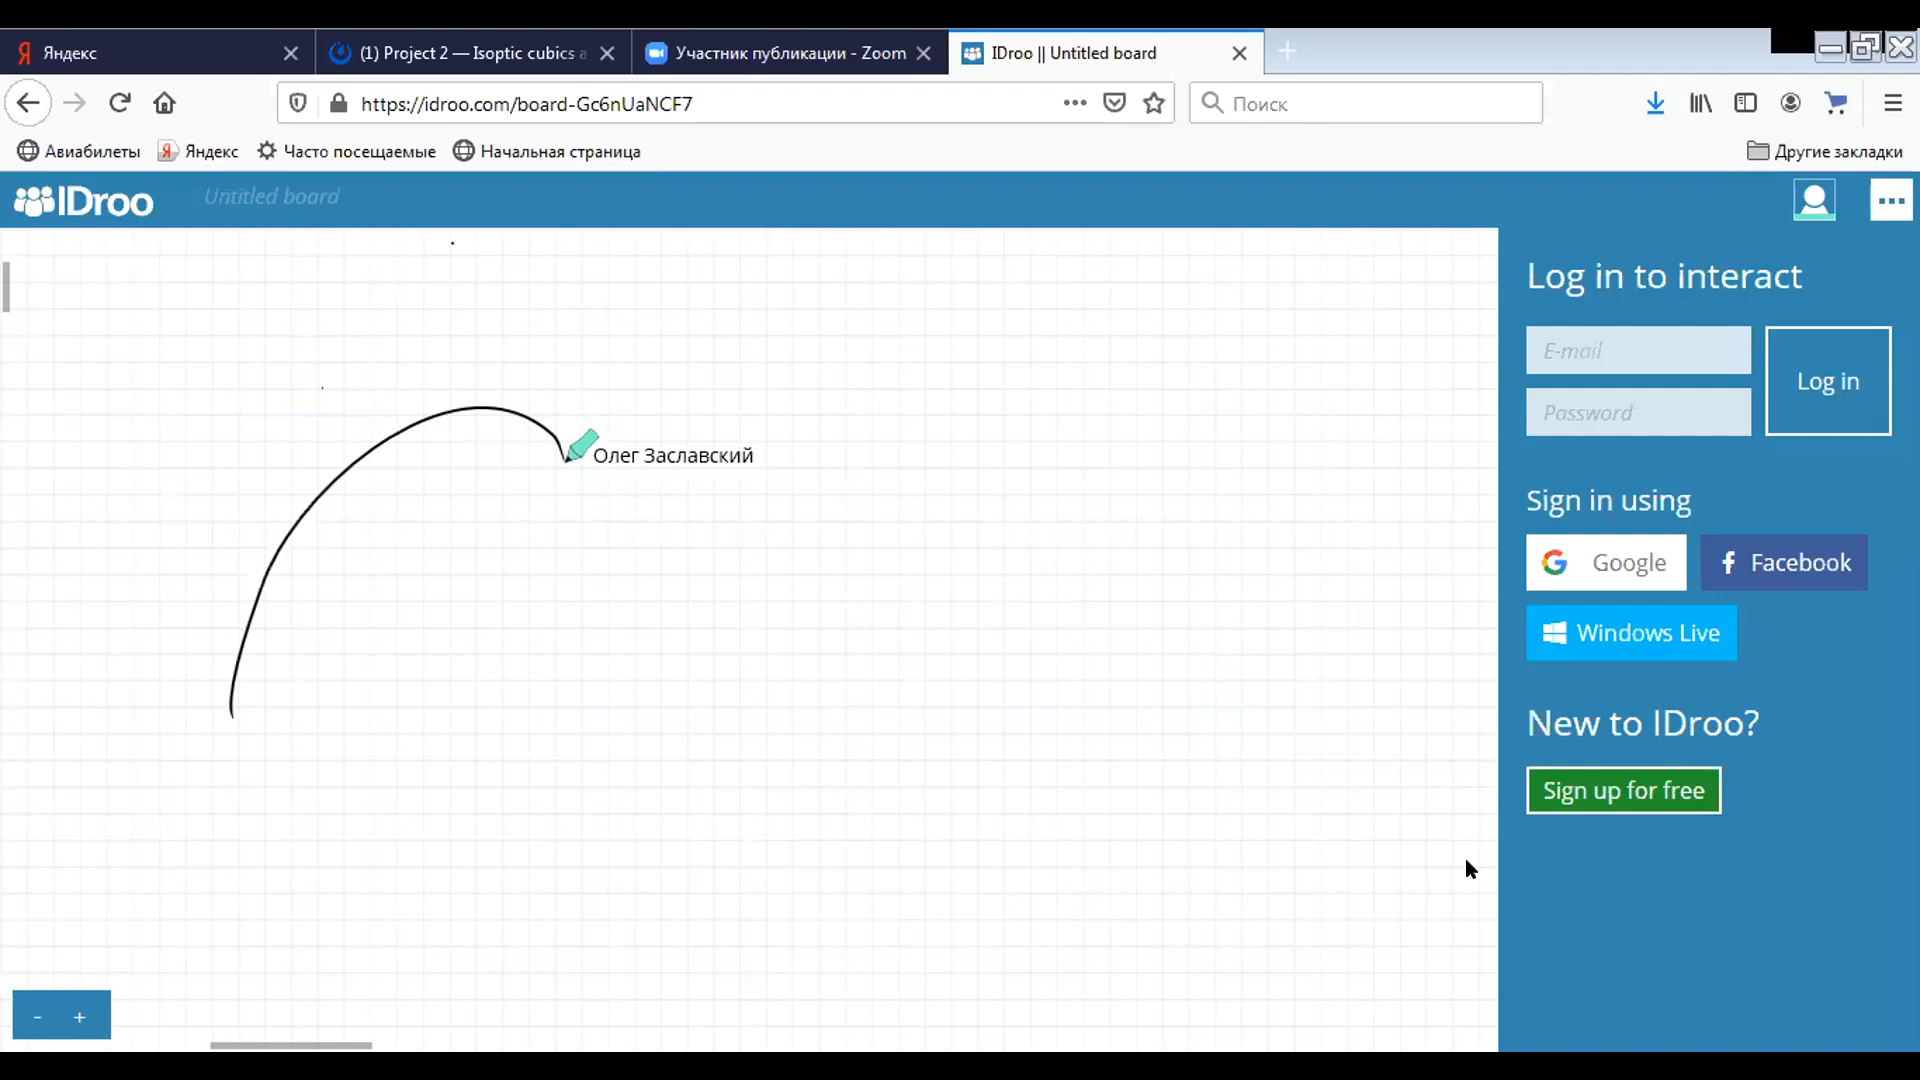 Яндекс
(1) Project 2 — Isoptic cubics a
Участник публикации - Zoom
IDroo || Untitled board
https://idroo.com/board-Gc6nUaNCF7
Поиск
Авиабилеты
Яндекс
Часто посещаемые
Начальная страница
Другие закладки
IDroo
Untitled board
Log in to interact
E-mail
Password
Log in
Олег Заславский
Sign in using
Google
Facebook
Windows Live
New to IDroo?
Sign up for free
- +